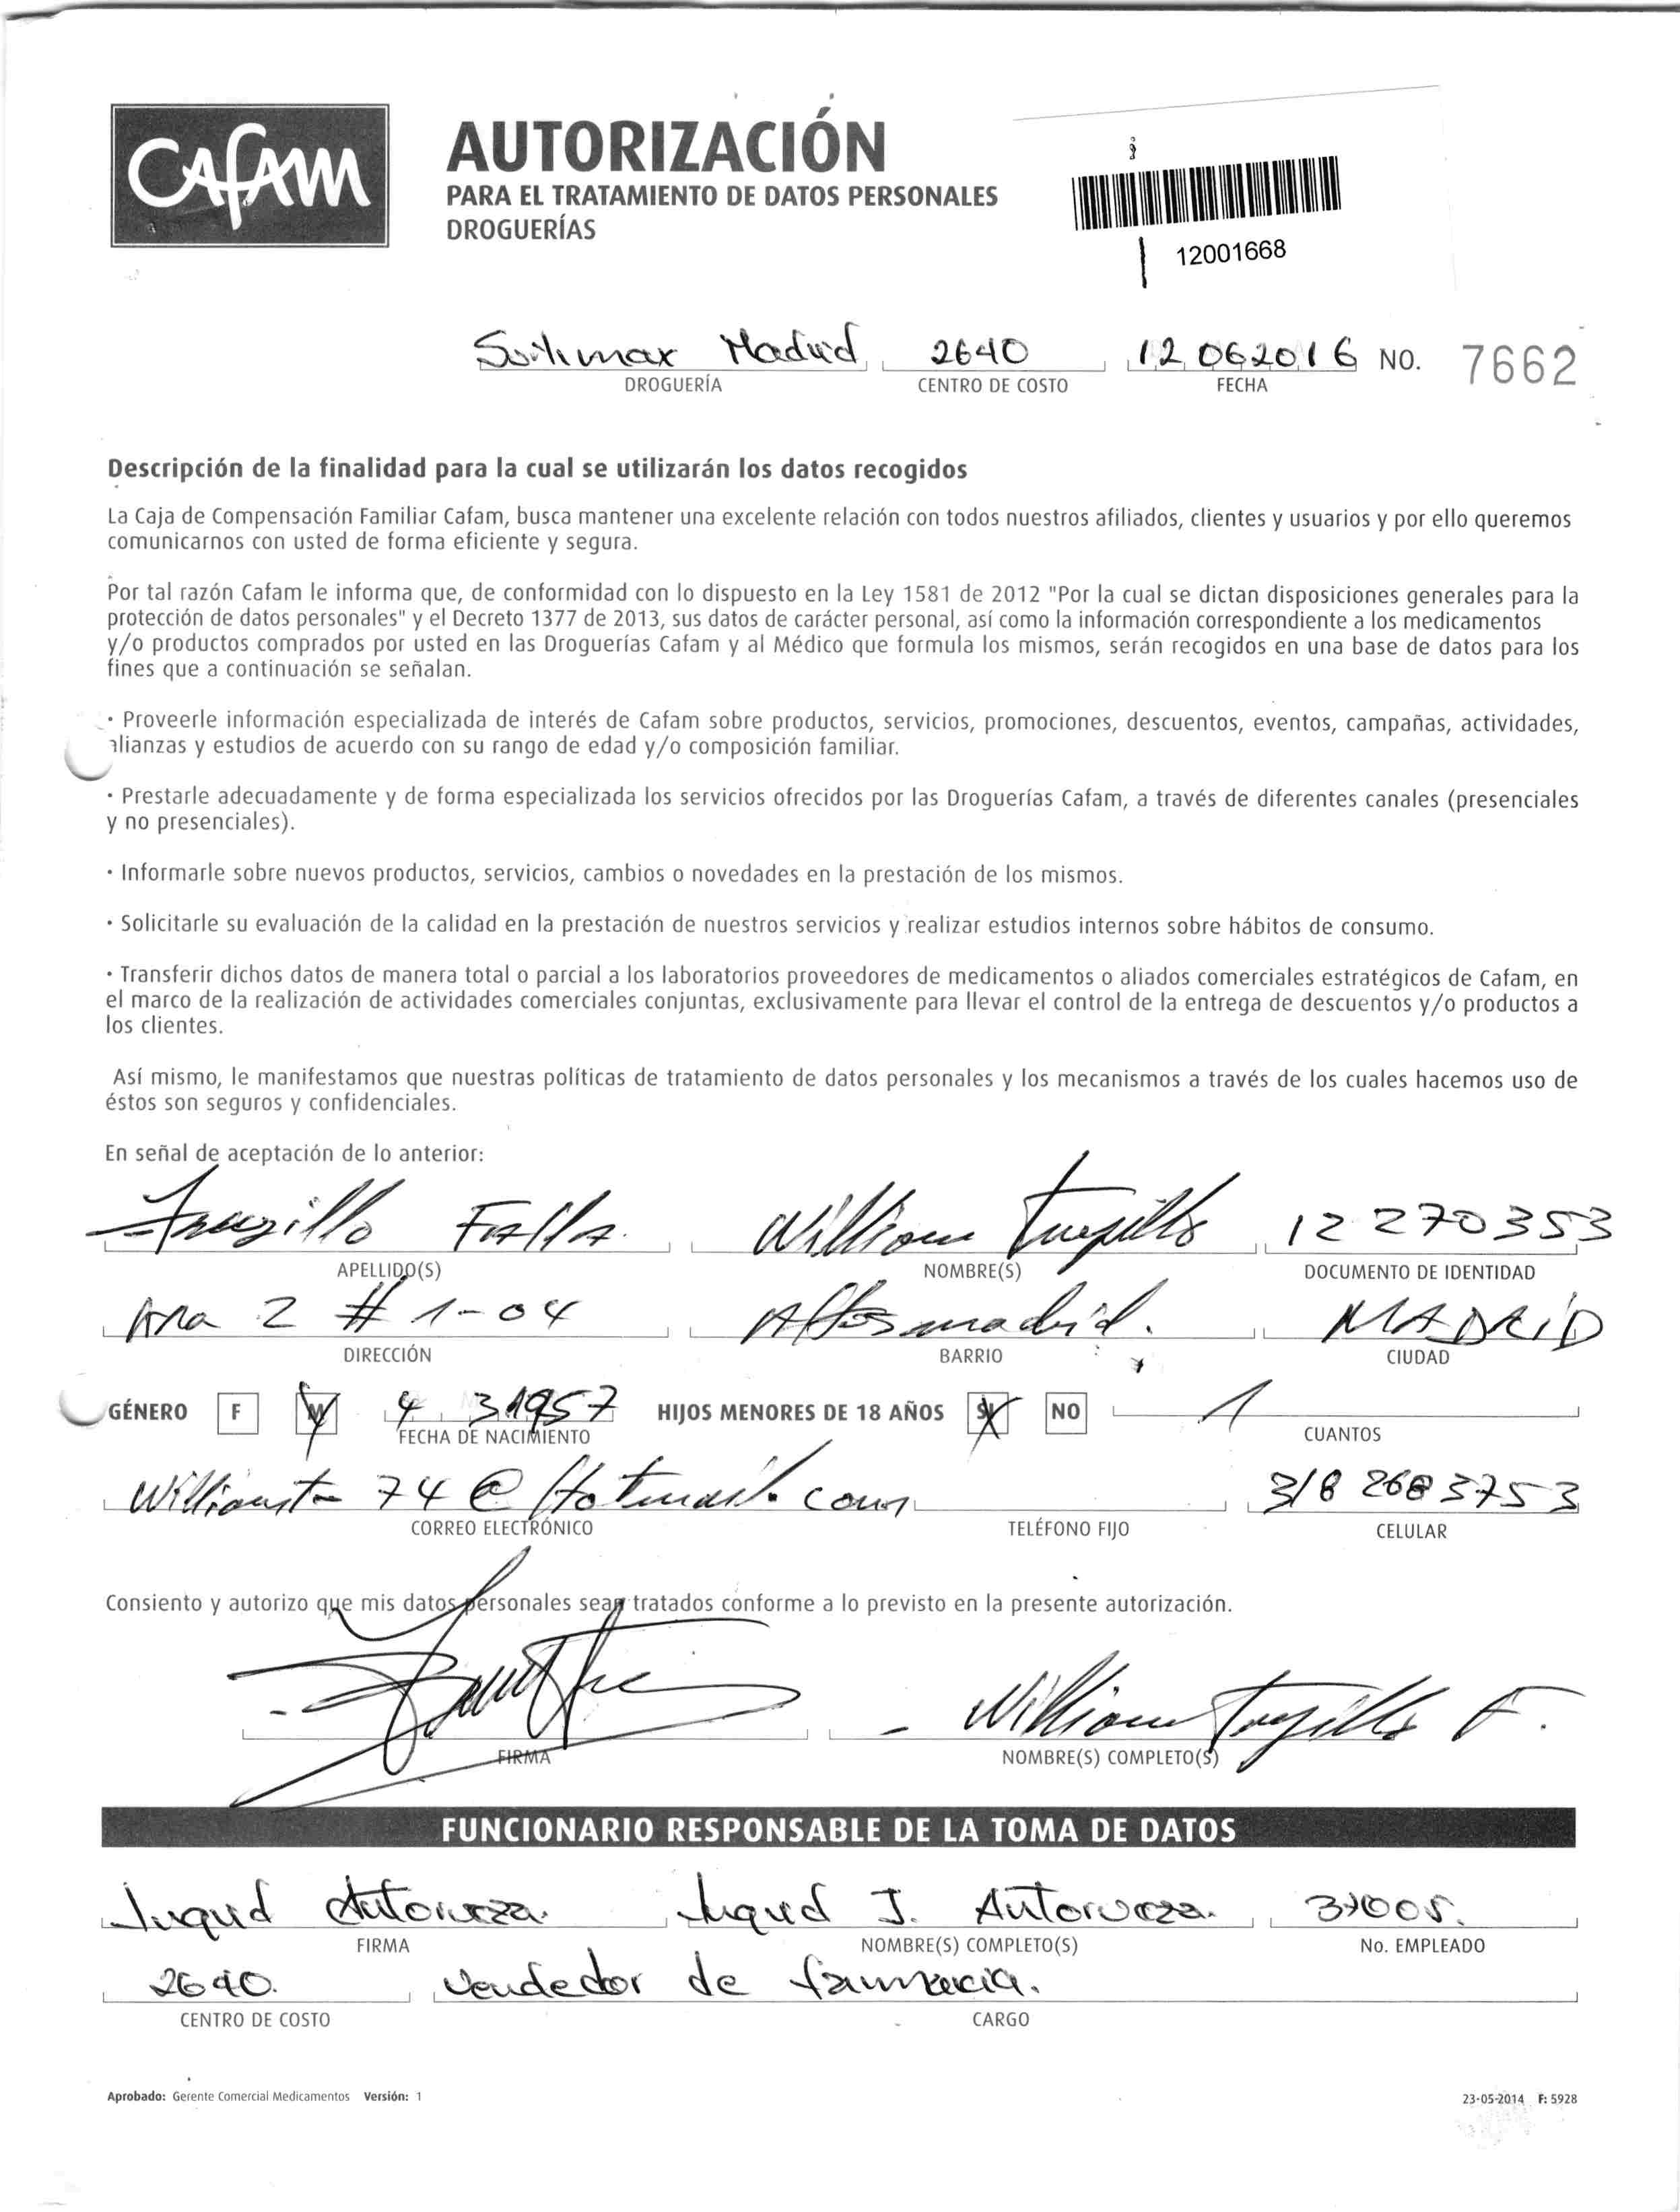 CAfAM
AUTORIZACIÓN
PARA EL TRATAMIENTO DE DATOS PERSONALES
DROGUERÍAS
12001668
Madrid 2640 12 06 2016 NO. 7662
DROGUERÍA CENTRO DE COSTO FECHA
Descripción de la finalidad para la cual se utilizarán los datos recogidos
La Caja de Compensación Familiar Cafam, busca mantener una excelente relación con todos nuestros afiliados, clientes y usuarios y por ello queremos
comunicarnos con usted de forma eficiente y segura.
Por tal razón Cafam le informa que, de conformidad con lo dispuesto en la Ley 1581 de 2012 "Por la cual se dictan disposiciones generales para la
protección de datos personales" y el Decreto 1377 de 2013, sus datos de carácter personal, así como la información correspondiente a los medicamentos
y/o productos comprados por usted en las Droguerías Cafam y al Médico que formula los mismos, serán recogidos en una base de datos para los
fines que a continuación se señalan.
· Proveerle información especializada de interés de Cafam sobre productos, servicios, promociones, descuentos, eventos, campañas, actividades,
alianzas y estudios de acuerdo con su rango de edad y/o composición familiar.
· Prestarle adecuadamente y de forma especializada los servicios ofrecidos por las Droguerías Cafam, a través de diferentes canales (presenciales
y no presenciales).
· Informarle sobre nuevos productos, servicios, cambios o novedades en la prestación de los mismos.
· Solicitarle su evaluación de la calidad en la prestación de nuestros servicios y realizar estudios internos sobre hábitos de consumo.
· Transferir dichos datos de manera total o parcial a los laboratorios proveedores de medicamentos o aliados comerciales estratégicos de Cafam, en
el marco de la realización de actividades comerciales conjuntas, exclusivamente para llevar el control de la entrega de descuentos y/o productos a
los clientes.
Así mismo, le manifestamos que nuestras políticas de tratamiento de datos personales y los mecanismos a través de los cuales hacemos uso de
éstos son seguros y confidenciales.
En señal de aceptación de lo anterior:
Trujillo Falla. William Trujillo 12 270353
APELLIDO(S) NOMBRE(S) DOCUMENTO DE IDENTIDAD
2 # 1-04 Altosmadrid. MADRID
DIRECCIÓN BARRIO CIUDAD
GÉNERO F M 4 3 1957 HIJOS MENORES DE 18 AÑOS SI NO 1
FECHA DE NACIMIENTO CUANTOS
74@Hotmail.com 318 2683753
CORREO ELECTRÓNICO TELÉFONO FIJO CELULAR
Consiento y autorizo que mis datos personales sean tratados conforme a lo previsto en la presente autorización.
William Trujillo F.
FIRMA NOMBRE(S) COMPLETO(S)
FUNCIONARIO RESPONSABLE DE LA TOMA DE DATOS
J. 37005.
FIRMA NOMBRE(S) COMPLETO(S) No. EMPLEADO
2640. Vendedor de farmacia.
CENTRO DE COSTO CARGO
Aprobado: Gerente Comercial Medicamentos Versión: 1
23-05-2014 F: 5928